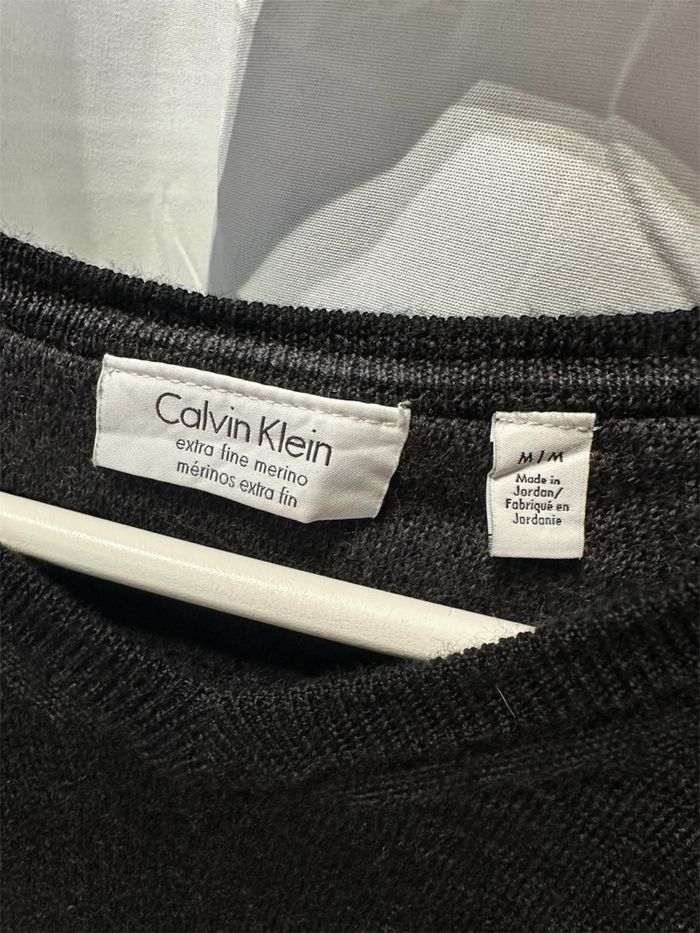 Calvin Klein
extra fine merino
mérinos extra fin
M/M
Made in
Jordan/
Fabriqué en
Jordanie